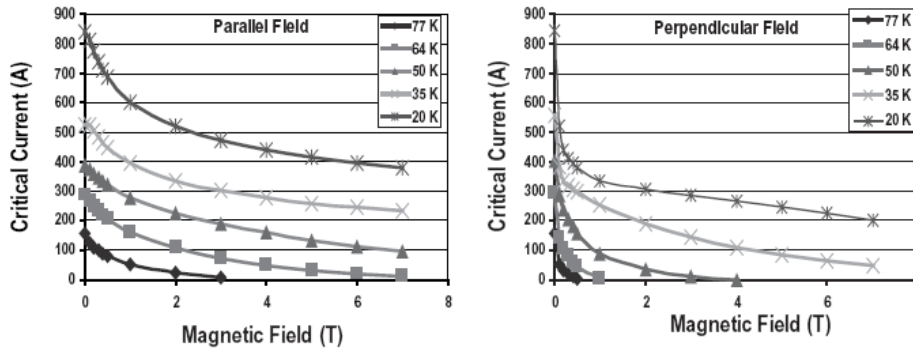 Parallel Field
Critical Current (A)
900
800
700
600
500
400
300
200
100
0
0 2 4 6 8
Magnetic Field (T)
77 K
64 K
50 K
35 K
20 K
Perpendicular Field
Critical Current (A)
900
800
700
600
500
400
300
200
100
0
0 2 4 6
Magnetic Field (T)
77 K
64 K
50 K
35 K
20 K